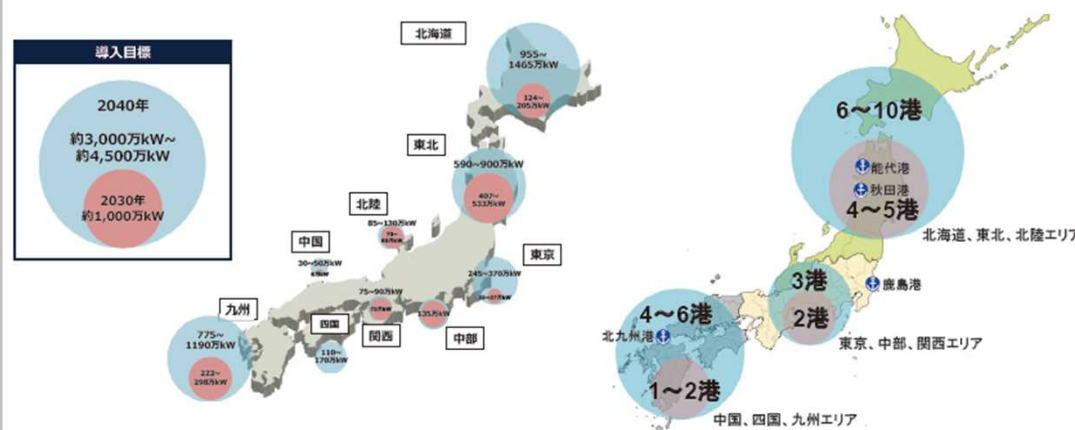 導入目標
2040年
約3,000万kW～
約4,500万kW
2030年
約1,000万kW
北海道
955～
1465万kW
124～
205万kW
東北
590～900万kW
407～
533万kW
北陸
85～130万kW
中国
30～50万kW
東京
245～370万kW
75～90万kW
関西
135万kW
中部
四国
110～
170万kW
九州
775～
1190万kW
222～
298万kW
6～10港
能代港
秋田港
4～5港
北海道、東北、北陸エリア
3港
鹿島港
2港
東京、中部、関西エリア
4～6港
北九州港
1～2港
中国、四国、九州エリア